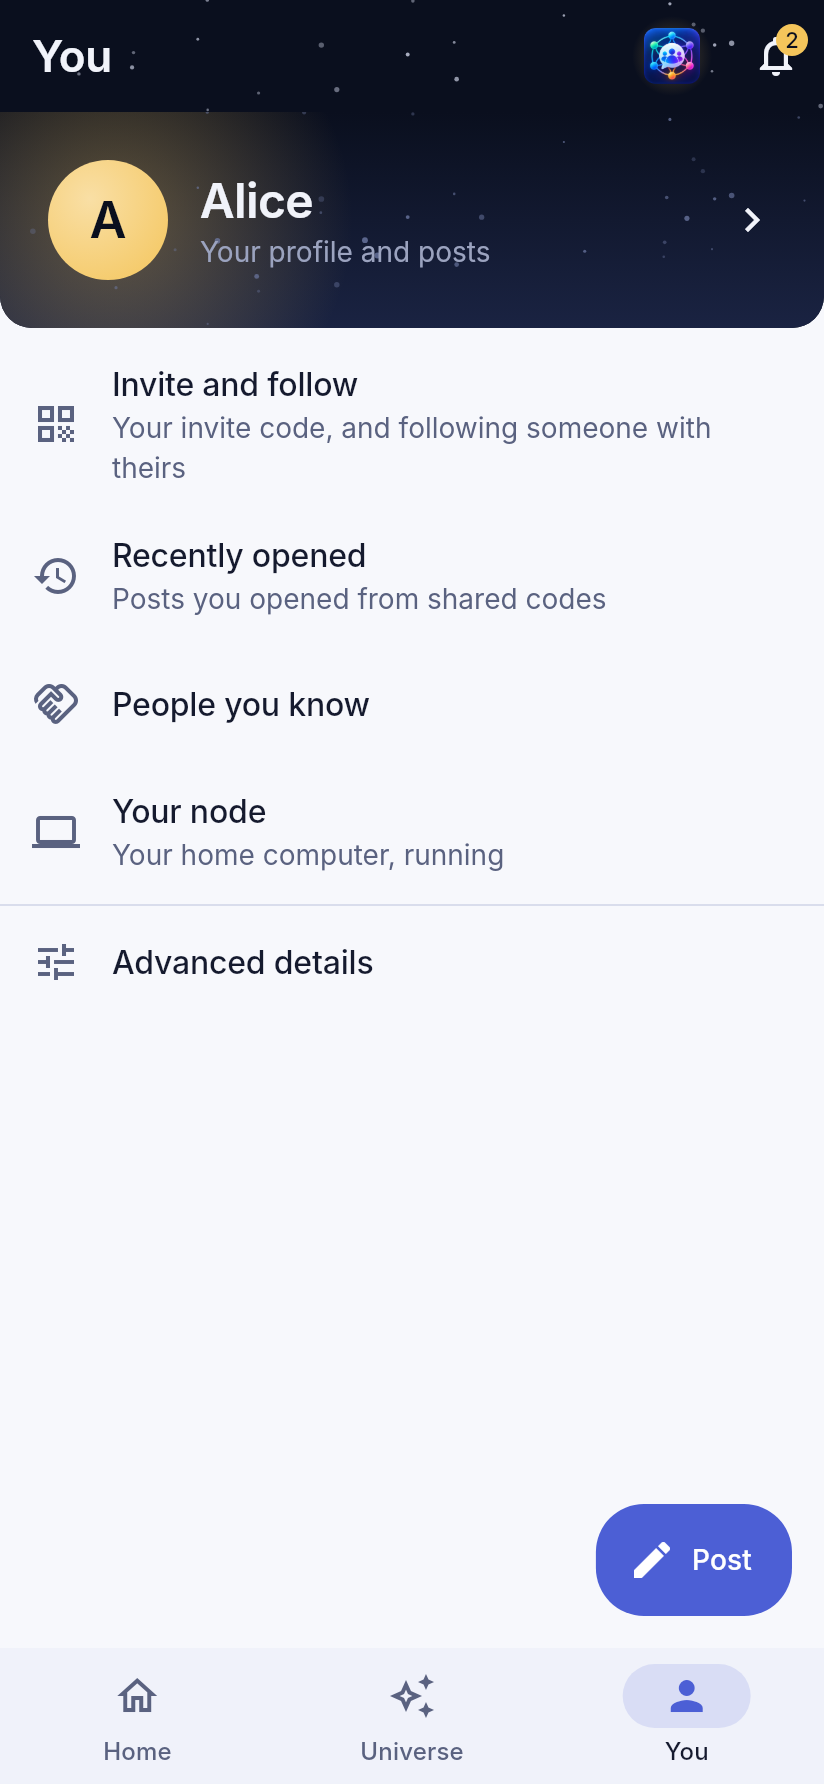 You
2
A
Alice
Your profile and posts
Invite and follow
Your invite code, and following someone with
theirs
Recently opened
Posts you opened from shared codes
People you know
Your node
Your home computer, running
Advanced details
Post
Home
Universe
You